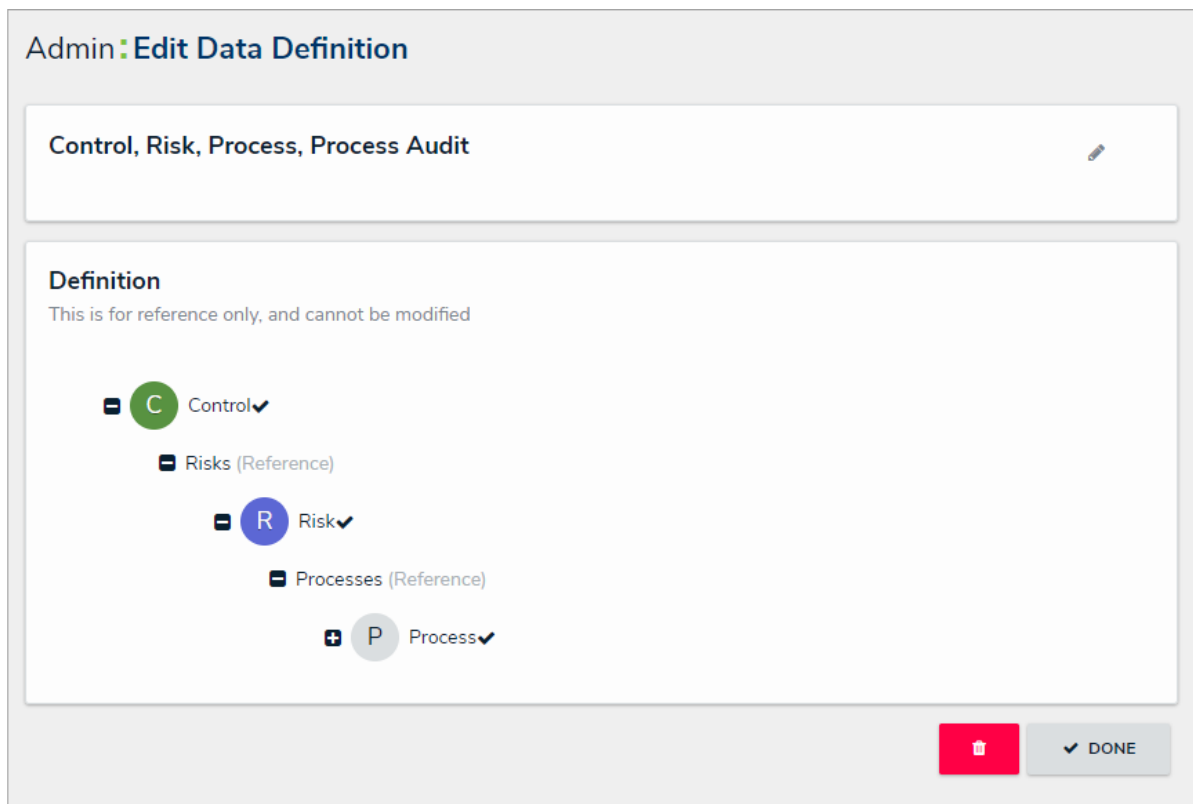 Admin:Edit Data Definition
Control, Risk, Process, Process Audit
Definition
This is for reference only, and cannot be modified
C Control
Risks (Reference)
R Risk
Processes (Reference)
P Process
DONE